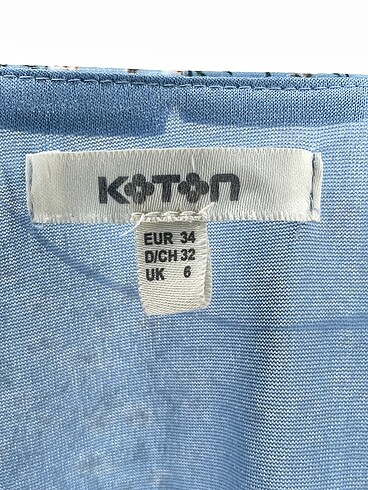 KOTON
EUR 34
D/CH 32
UK 6